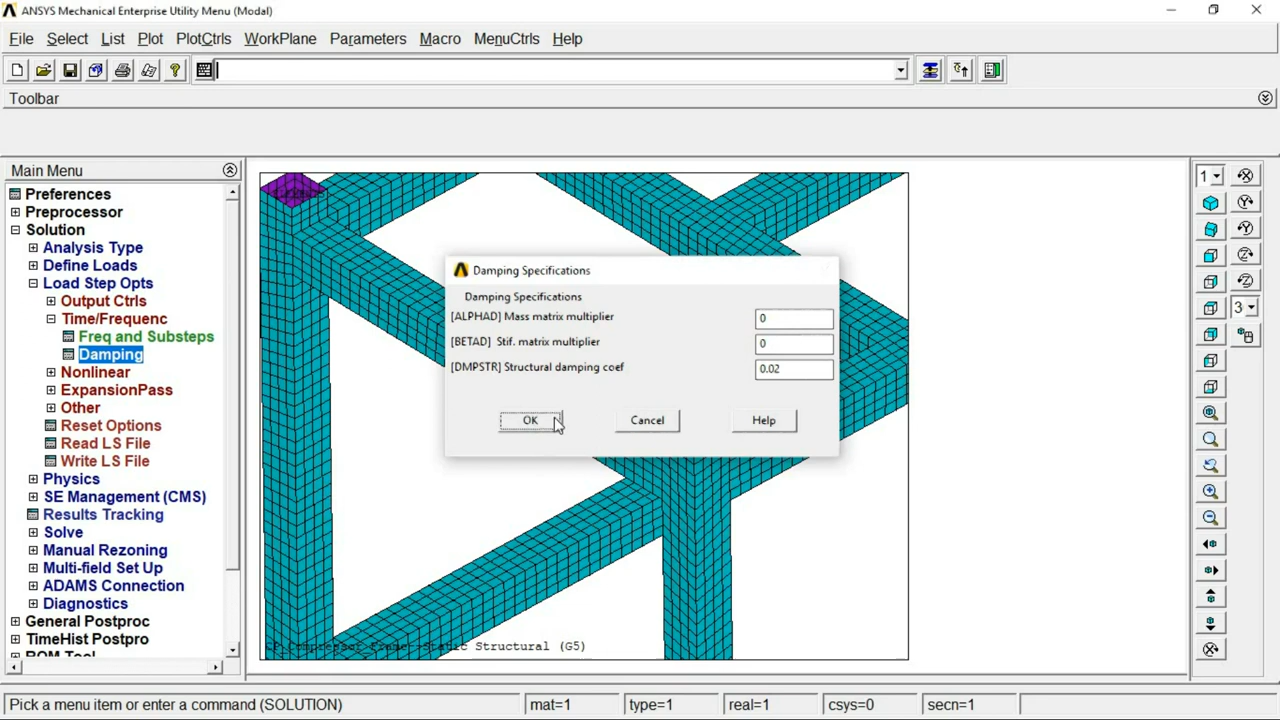 ANSYS Mechanical Enterprise Utility Menu (Modal)
File Select List Plot PlotCtrls WorkPlane Parameters Macro MenuCtrls Help
Toolbar
Main Menu
Preferences
Preprocessor
Solution
Analysis Type
Define Loads
Load Step Opts
Output Ctrls
Time/Frequenc
Freq and Substeps
Damping
Nonlinear
ExpansionPass
Other
Reset Options
Read LS File
Write LS File
Physics
SE Management (CMS)
Results Tracking
Solve
Manual Rezoning
Multi-field Set Up
ADAMS Connection
Diagnostics
General Postproc
TimeHist Postpro
ROM Tool
Damping Specifications
Damping Specifications
[ALPHAD] Mass matrix multiplier 0
[BETAD] Stif. matrix multiplier 0
[DMPSTR] Structural damping coef 0.02
OK Cancel Help
CP_Compressor_Frame--Static Structural (G5)
1
3
Pick a menu item or enter a command (SOLUTION) mat=1 type=1 real=1 csys=0 secn=1